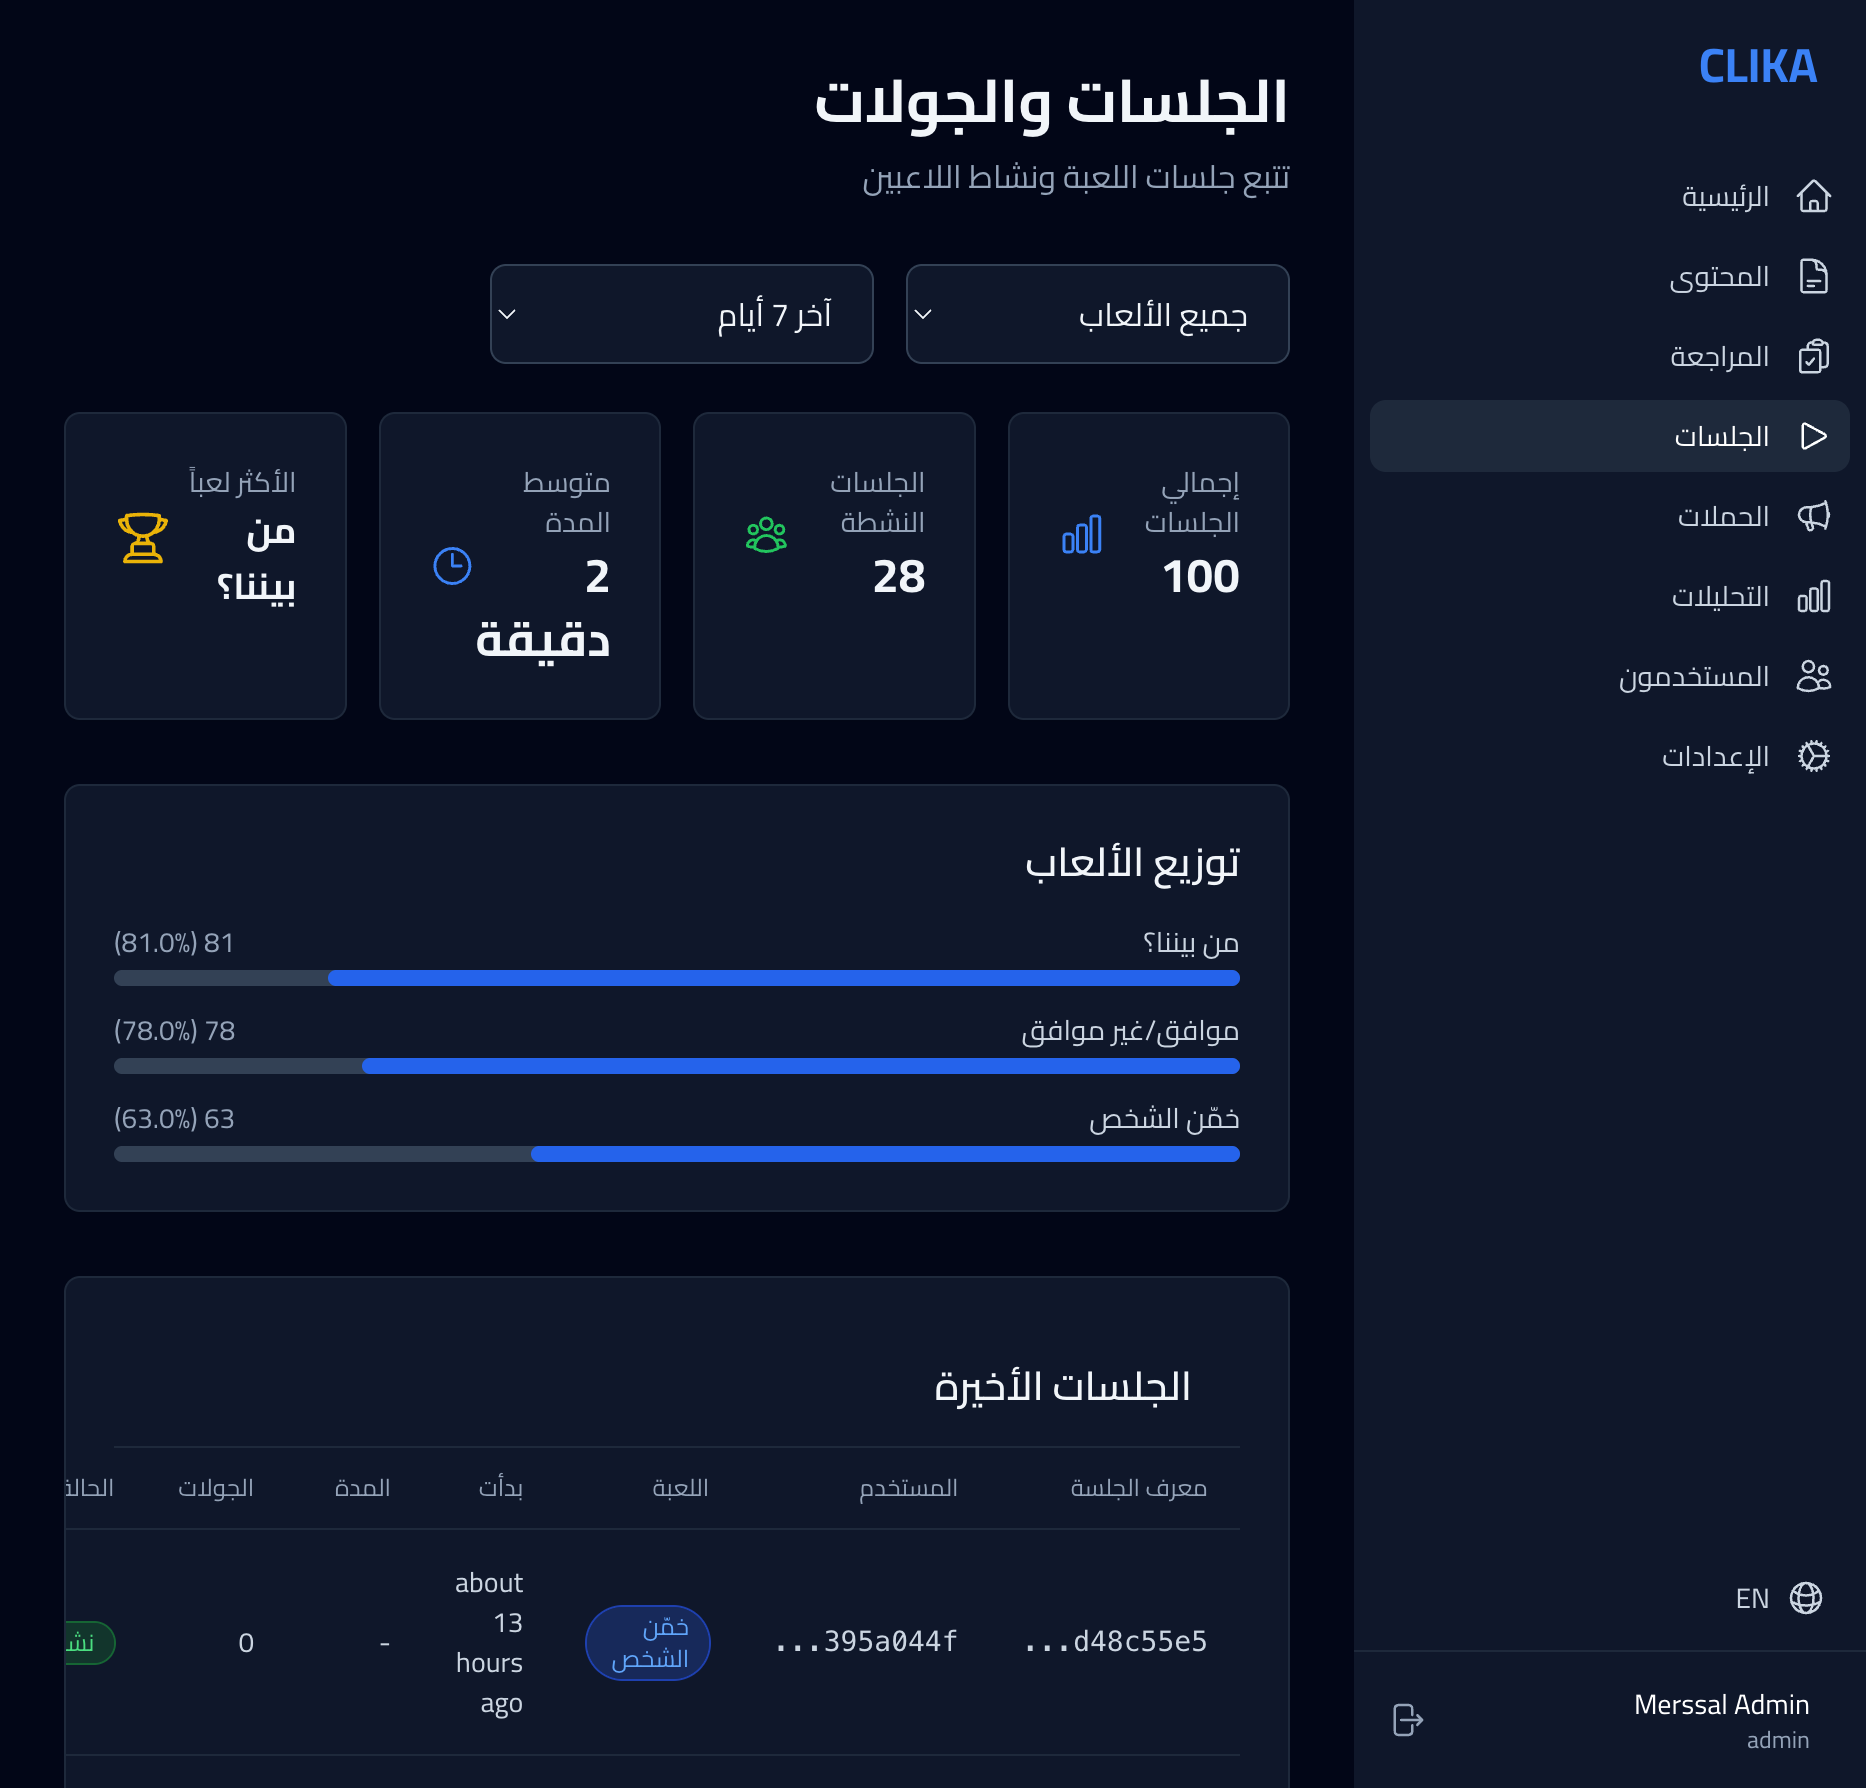 CLIKA
الرئيسية
المحتوى
المراجعة
الجلسات
الحملات
التحليلات
المستخدمون
الإعدادات
EN
Merssal Admin
admin
الجلسات والجولات
تتبع جلسات اللعبة ونشاط اللاعبين
جميع الألعاب
آخر 7 أيام
إجمالي
الجلسات
100
الجلسات
النشطة
28
متوسط
المدة
2
دقيقة
الأكثر لعباً
من
بيننا؟
توزيع الألعاب
من بيننا؟
81 (81.0%)
موافق/غير موافق
78 (78.0%)
خمّن الشخص
63 (63.0%)
الجلسات الأخيرة
معرف الجلسة المستخدم اللعبة بدأت المدة الجولات
d48c55e5...
395a044f...
خمّن
الشخص
about
13
hours
ago
-
0